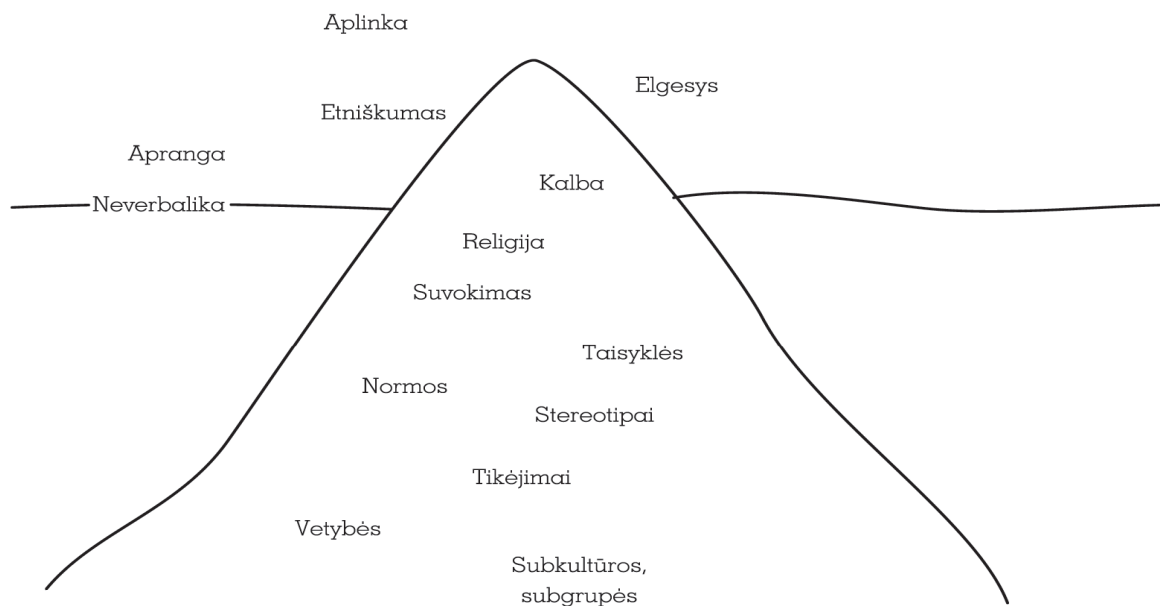 Aplinka
Elgesys
Etniškumas
Apranga
Kalba
Neverbalika
Religija
Suvokimas
Taisyklės
Normos
Stereotipai
Tikėjimai
Vetybės
Subkultūros,
subgrupės